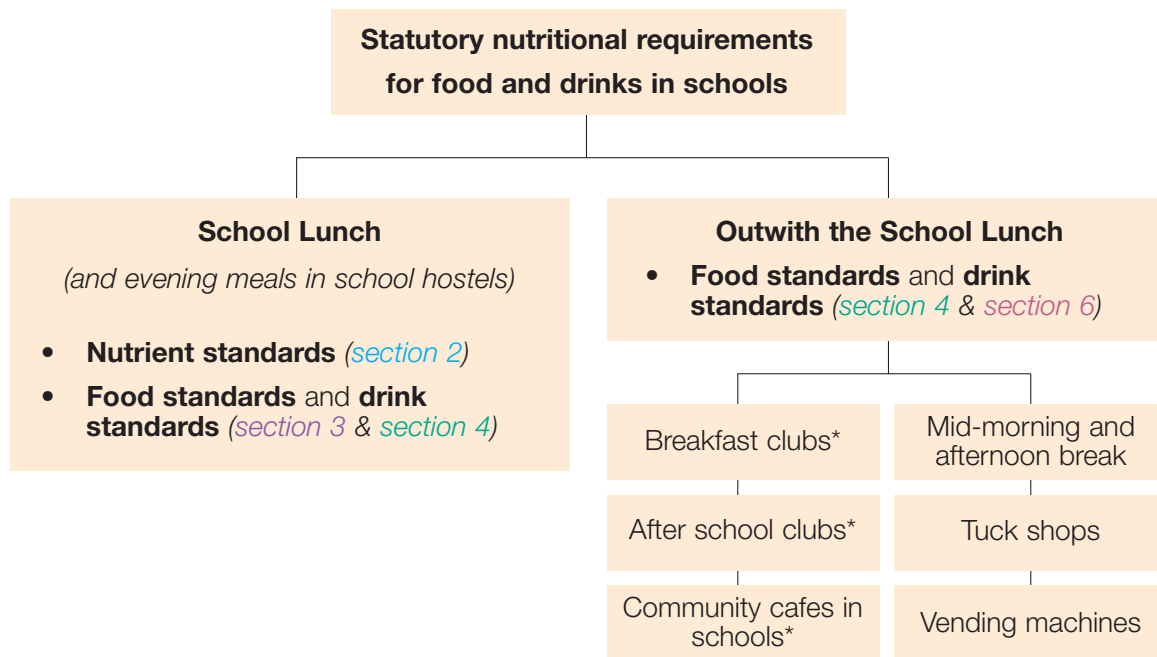 Statutory nutritional requirements
for food and drinks in schools
School Lunch
(and evening meals in school hostels)
• Nutrient standards (section 2)
• Food standards and drink
standards (section 3 & section 4)
Outwith the School Lunch
• Food standards and drink
standards (section 4 & section 6)
Breakfast clubs*
Mid-morning and
afternoon break
After school clubs*
Tuck shops
Community cafes in
schools*
Vending machines